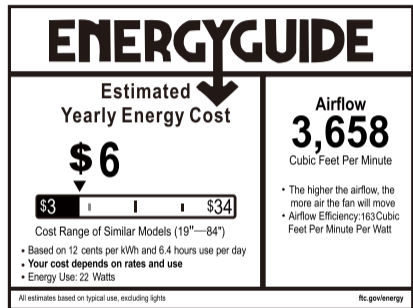 ENERGYGUIDE
Estimated
Yearly Energy Cost
$6
$3 $34
Cost Range of Similar Models (19"—84")
• Based on 12 cents per kWh and 6.4 hours use per day
• Your cost depends on rates and use
• Energy Use: 22 Watts
Airflow
3,658
Cubic Feet Per Minute
• The higher the airflow, the
more air the fan will move
• Airflow Efficiency:163Cubic
Feet Per Minute Per Watt
All estimates based on typical use, excluding lights
ftc.gov/energy